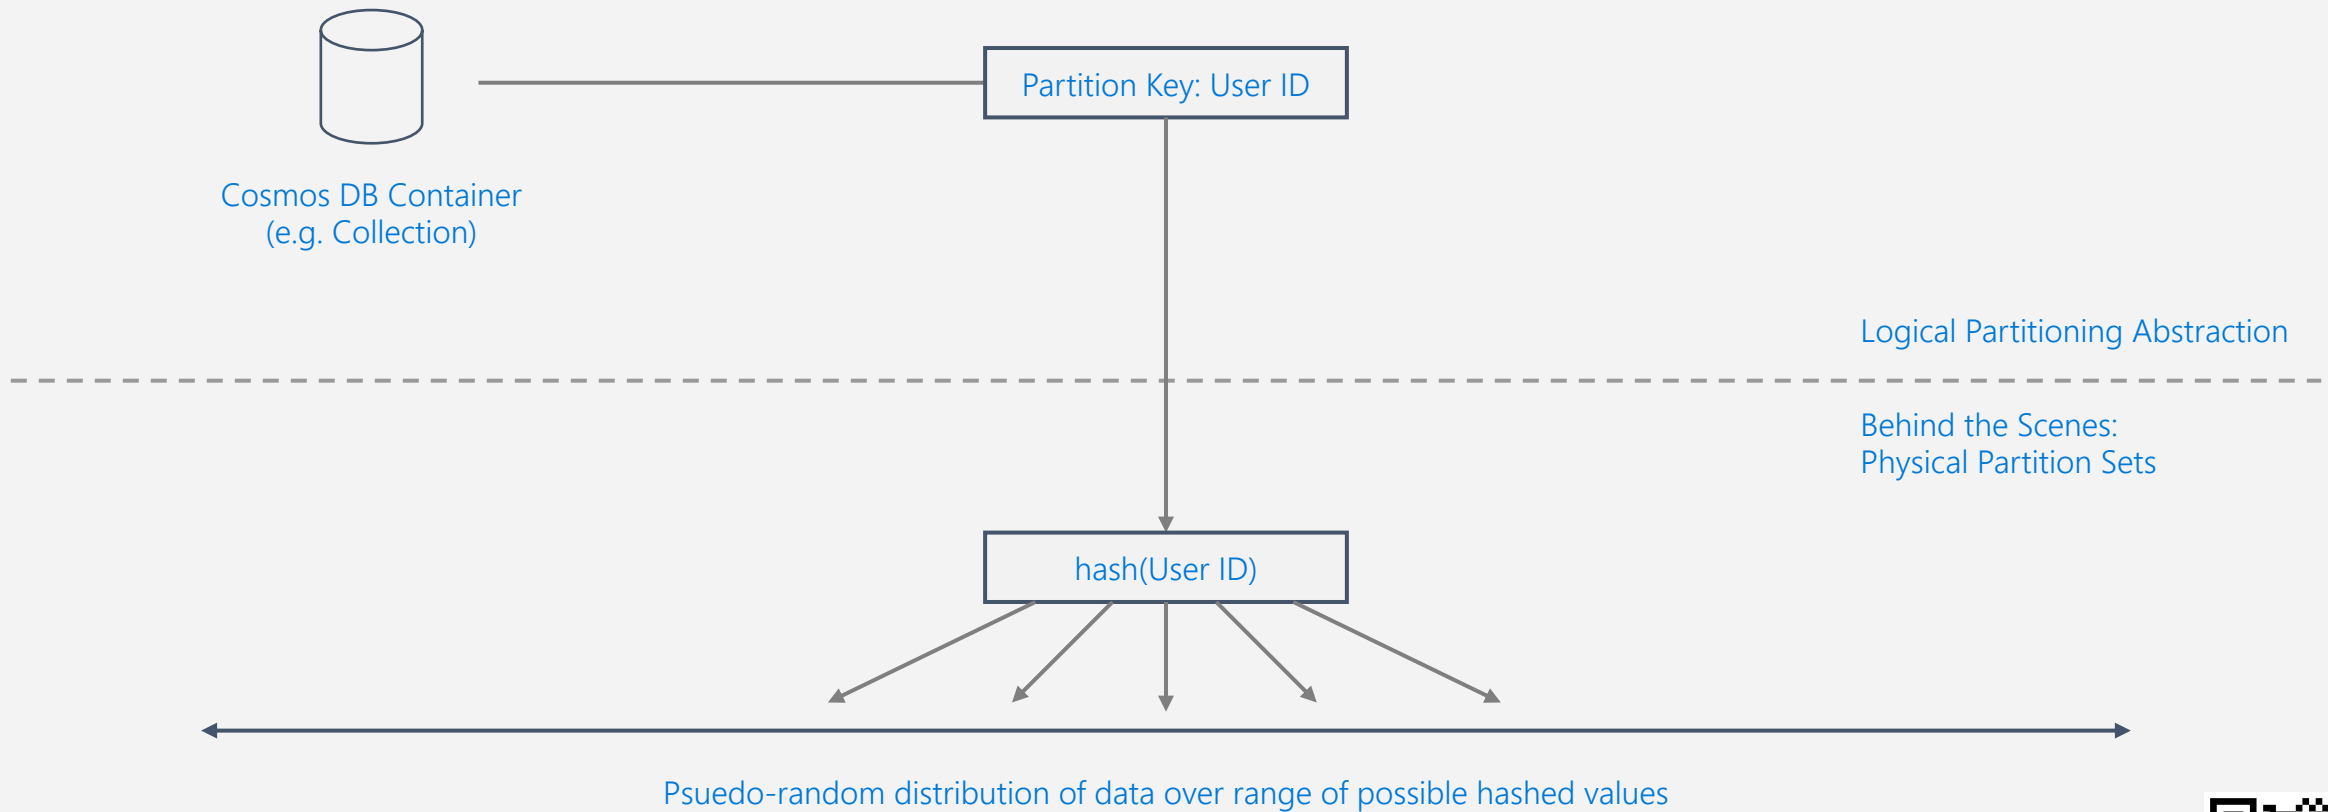 Partition Key: User ID
Cosmos DB Container
(e.g. Collection)
Logical Partitioning Abstraction
Behind the Scenes:
Physical Partition Sets
hash(User ID)
Psuedo-random distribution of data over range of possible hashed values